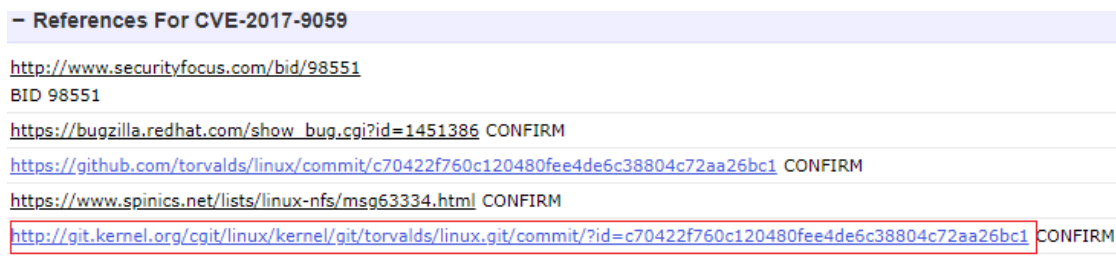 − References For CVE-2017-9059
http://www.securityfocus.com/bid/98551
BID 98551
https://bugzilla.redhat.com/show_bug.cgi?id=1451386 CONFIRM
https://github.com/torvalds/linux/commit/c70422f760c120480fee4de6c38804c72aa26bc1 CONFIRM
https://www.spinics.net/lists/linux-nfs/msg63334.html CONFIRM
http://git.kernel.org/cgit/linux/kernel/git/torvalds/linux.git/commit/?id=c70422f760c120480fee4de6c38804c72aa26bc1 CONFIRM